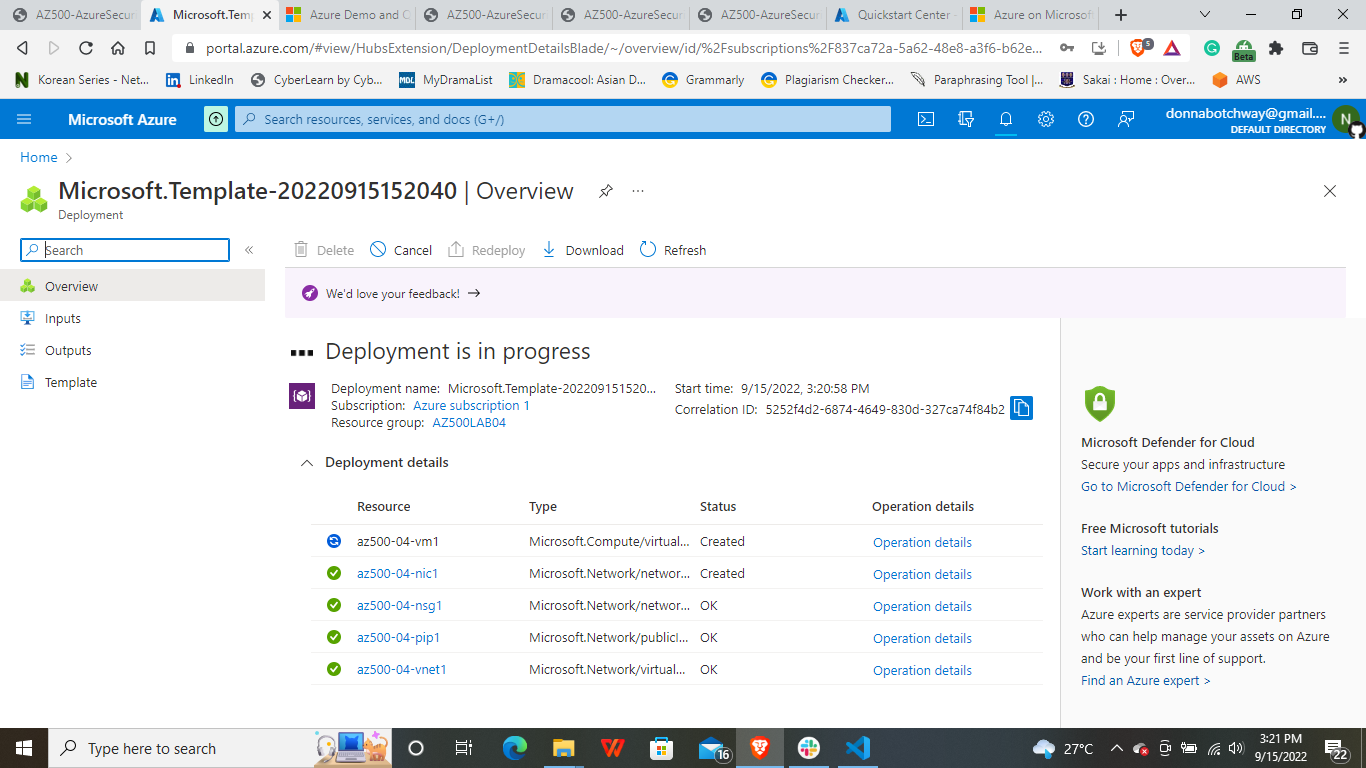 AZ500-AzureSecur
Microsoft.Temp
Azure Demo and Q
AZ500-AzureSecur
AZ500-AzureSecur
AZ500-AzureSecur
Quickstart Center -
Azure on Microsof
portal.azure.com/#view/HubsExtension/DeploymentDetailsBlade/~/overview/id/%2Fsubscriptions%2F837ca72a-5a62-48e8-a3f6-b62e...
5
Beta
Korean Series - Net...
LinkedIn
CyberLearn by Cyb...
MDL MyDramaList
Dramacool: Asian D...
Grammarly
Plagiarism Checker...
Paraphrasing Tool |...
Sakai : Home : Over...
AWS
»
Microsoft Azure
Search resources, services, and docs (G+/)
donnabotchway@gmail....
DEFAULT DIRECTORY
N
Home >
Microsoft.Template-20220915152040 | Overview
...
Deployment
Search
«
Delete
Cancel
Redeploy
Download
Refresh
Overview
Inputs
Outputs
Template
We'd love your feedback! →
Deployment is in progress
Deployment name: Microsoft.Template-202209151520...
Subscription: Azure subscription 1
Resource group: AZ500LAB04
Start time: 9/15/2022, 3:20:58 PM
Correlation ID: 5252f4d2-6874-4649-830d-327ca74f84b2
Deployment details
Resource Type Status Operation details
az500-04-vm1 Microsoft.Compute/virtual... Created Operation details
az500-04-nic1 Microsoft.Network/networ... Created Operation details
az500-04-nsg1 Microsoft.Network/networ... OK Operation details
az500-04-pip1 Microsoft.Network/publicI... OK Operation details
az500-04-vnet1 Microsoft.Network/virtual... OK Operation details
Microsoft Defender for Cloud
Secure your apps and infrastructure
Go to Microsoft Defender for Cloud >
Free Microsoft tutorials
Start learning today >
Work with an expert
Azure experts are service provider partners
who can help manage your assets on Azure
and be your first line of support.
Find an Azure expert >
Type here to search
16
27°C
3:21 PM
9/15/2022
22